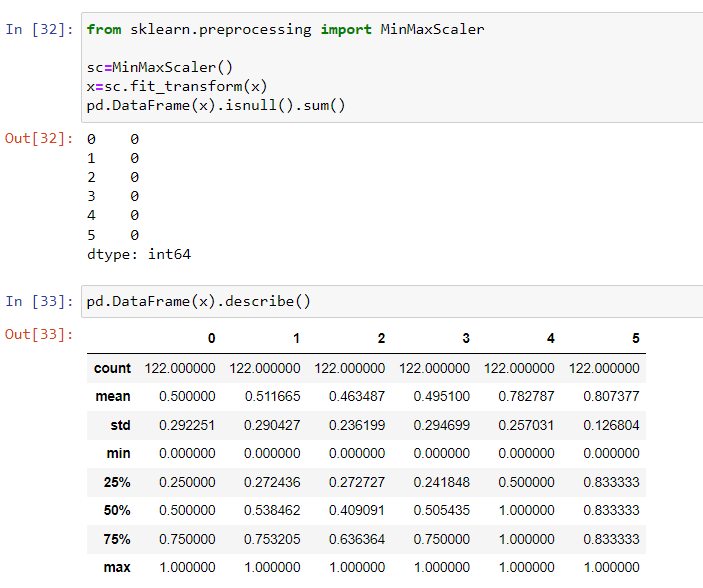 In [32]: from sklearn.preprocessing import MinMaxScaler
sc=MinMaxScaler()
x=sc.fit_transform(x)
pd.DataFrame(x).isnull().sum()
Out[32]: 0 0
1 0
2 0
3 0
4 0
5 0
dtype: int64
In [33]: pd.DataFrame(x).describe()
Out[33]:
0 1 2 3 4 5
count 122.000000 122.000000 122.000000 122.000000 122.000000 122.000000
mean 0.500000 0.511665 0.463487 0.495100 0.782787 0.807377
std 0.292251 0.290427 0.236199 0.294699 0.257031 0.126804
min 0.000000 0.000000 0.000000 0.000000 0.000000 0.000000
25% 0.250000 0.272436 0.272727 0.241848 0.500000 0.833333
50% 0.500000 0.538462 0.409091 0.505435 1.000000 0.833333
75% 0.750000 0.753205 0.636364 0.750000 1.000000 0.833333
max 1.000000 1.000000 1.000000 1.000000 1.000000 1.000000